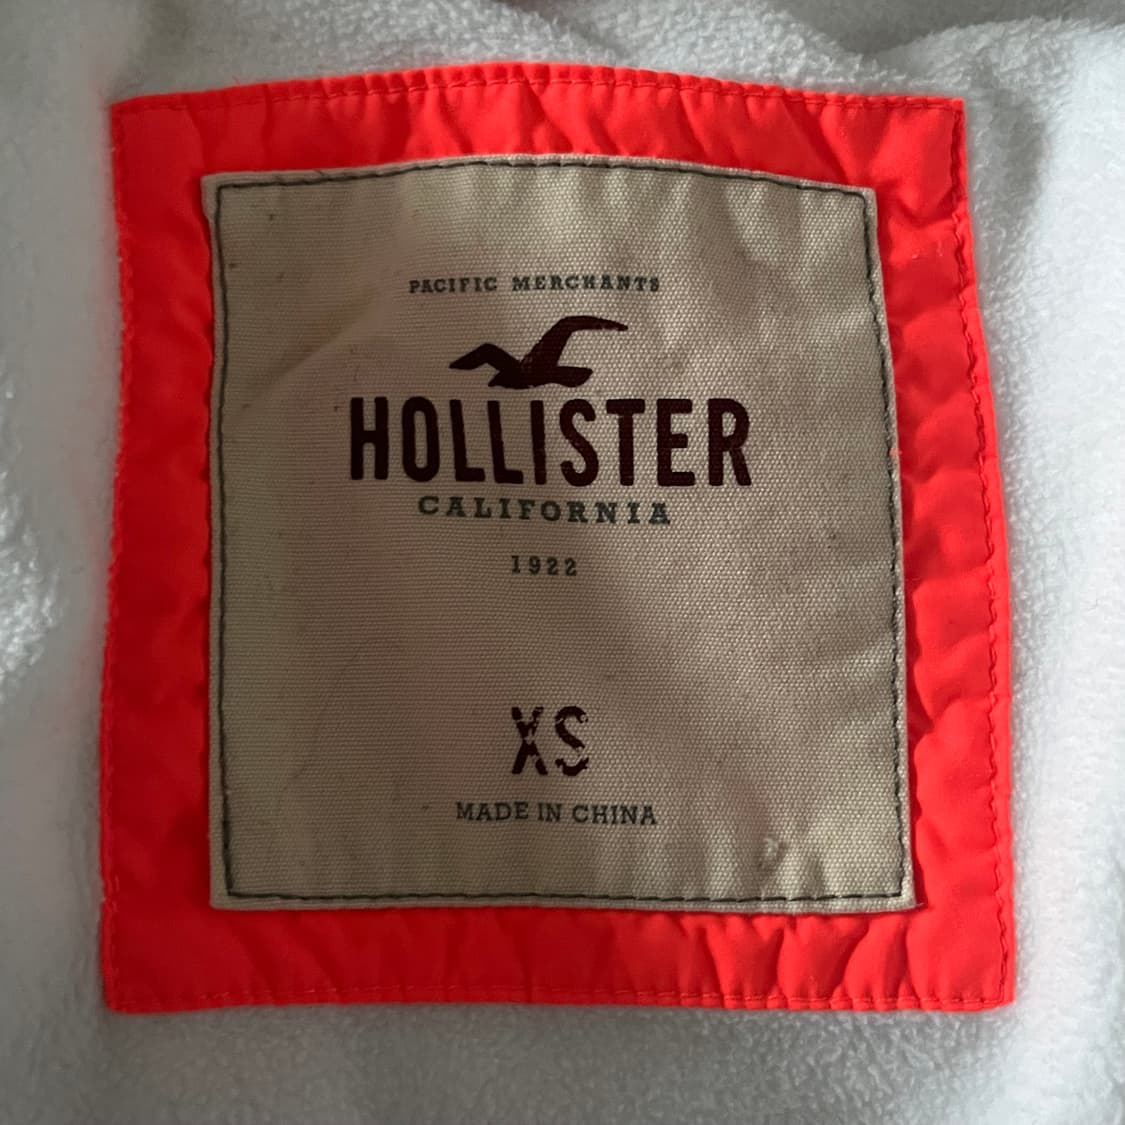 PACIFIC MERCHANTS
HOLLISTER
CALIFORNIA
1922
XS
MADE IN CHINA